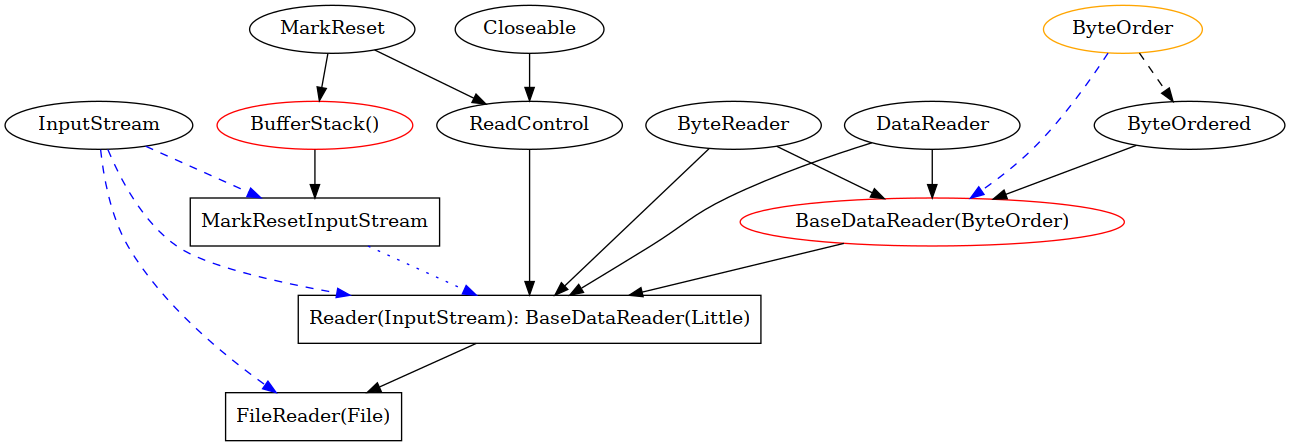 MarkReset
Closeable
ByteOrder
InputStream
BufferStack()
ReadControl
ByteReader
DataReader
ByteOrdered
MarkResetInputStream
BaseDataReader(ByteOrder)
Reader(InputStream): BaseDataReader(Little)
FileReader(File)